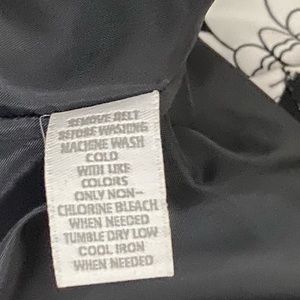 REMOVE BELT
BEFORE WASHING
MACHINE WASH
COLD
WITH LIKE
COLORS
ONLY NON-
CHLORINE BLEACH
WHEN NEEDED
TUMBLE DRY LOW
COOL IRON
WHEN NEEDED